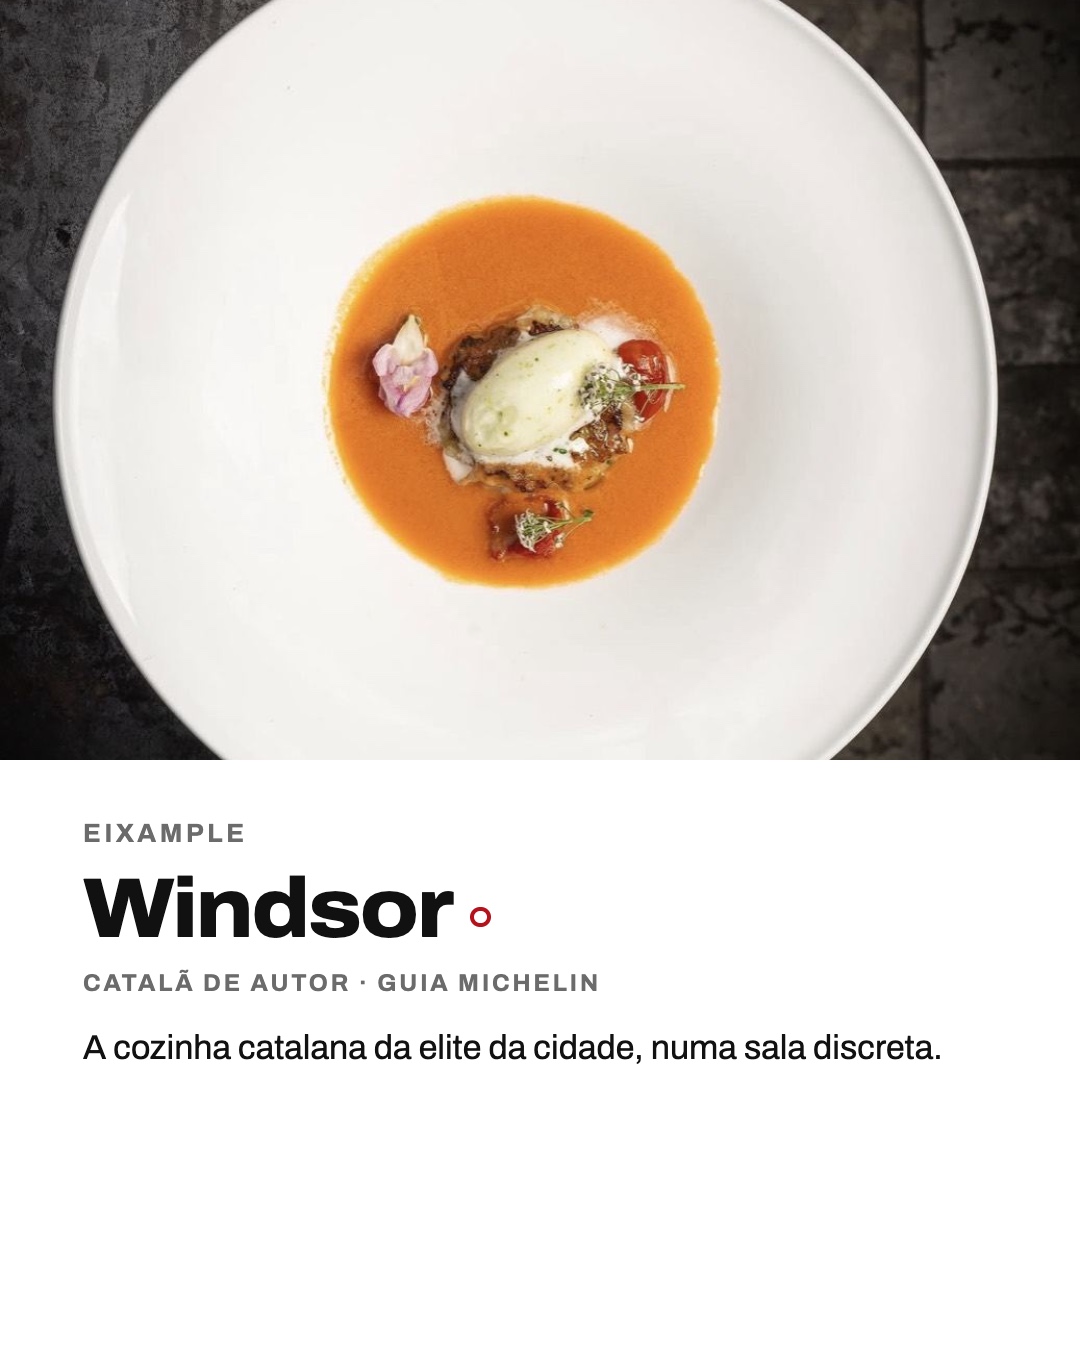 EIXAMPLE
Windsor
CATALÃ DE AUTOR · GUIA MICHELIN
A cozinha catalana da elite da cidade, numa sala discreta.